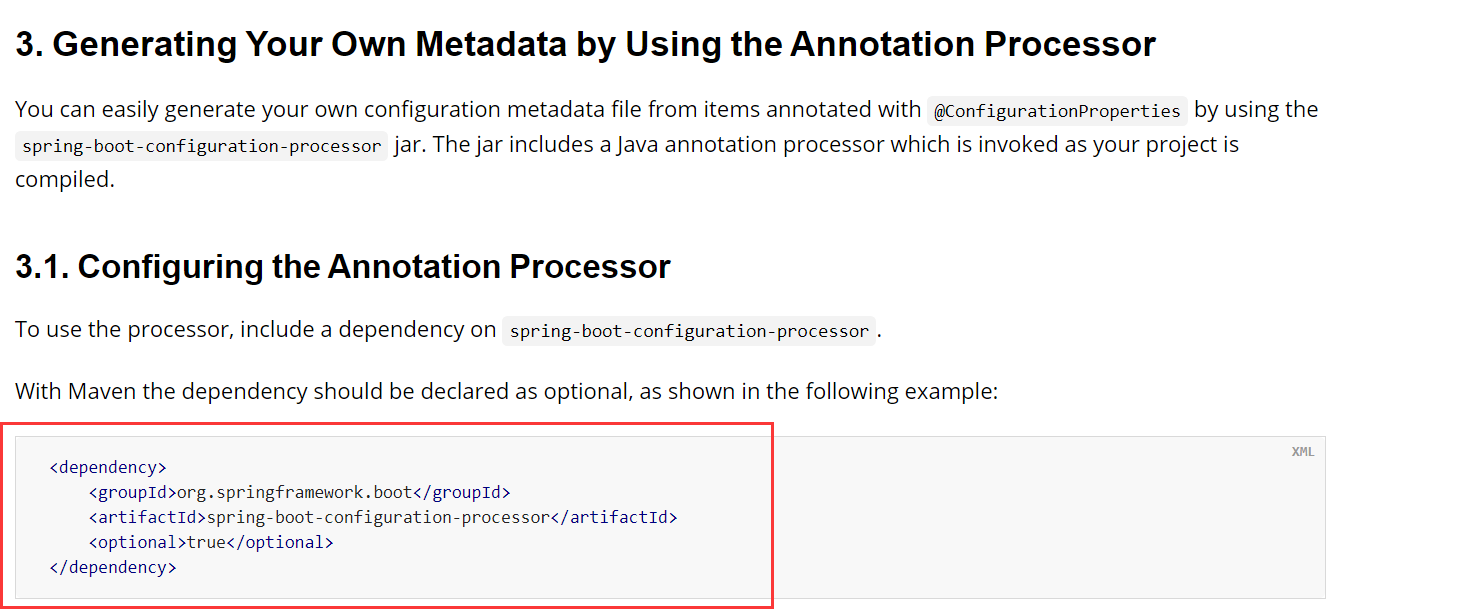 3. Generating Your Own Metadata by Using the Annotation Processor
You can easily generate your own configuration metadata file from items annotated with @ConfigurationProperties by using the
spring-boot-configuration-processor jar. The jar includes a Java annotation processor which is invoked as your project is
compiled.
3.1. Configuring the Annotation Processor
To use the processor, include a dependency on spring-boot-configuration-processor.
With Maven the dependency should be declared as optional, as shown in the following example:
XML
<dependency>
    <groupId>org.springframework.boot</groupId>
    <artifactId>spring-boot-configuration-processor</artifactId>
    <optional>true</optional>
</dependency>